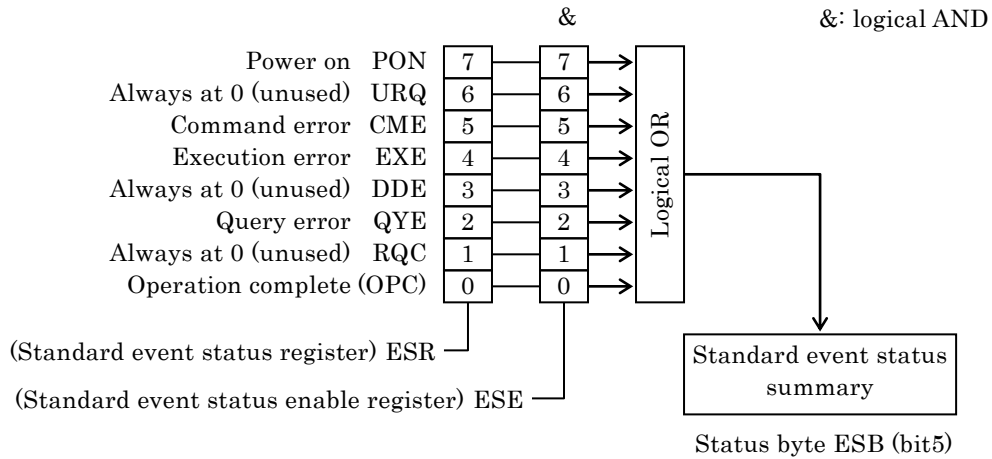 & &: logical AND
Power on PON 7 7
Always at 0 (unused) URQ 6 6
Command error CME 5 5
Execution error EXE 4 4
Always at 0 (unused) DDE 3 3
Query error QYE 2 2
Always at 0 (unused) RQC 1 1
Operation complete (OPC) 0 0
Logical OR
(Standard event status register) ESR
(Standard event status enable register) ESE
Standard event status
summary
Status byte ESB (bit5)